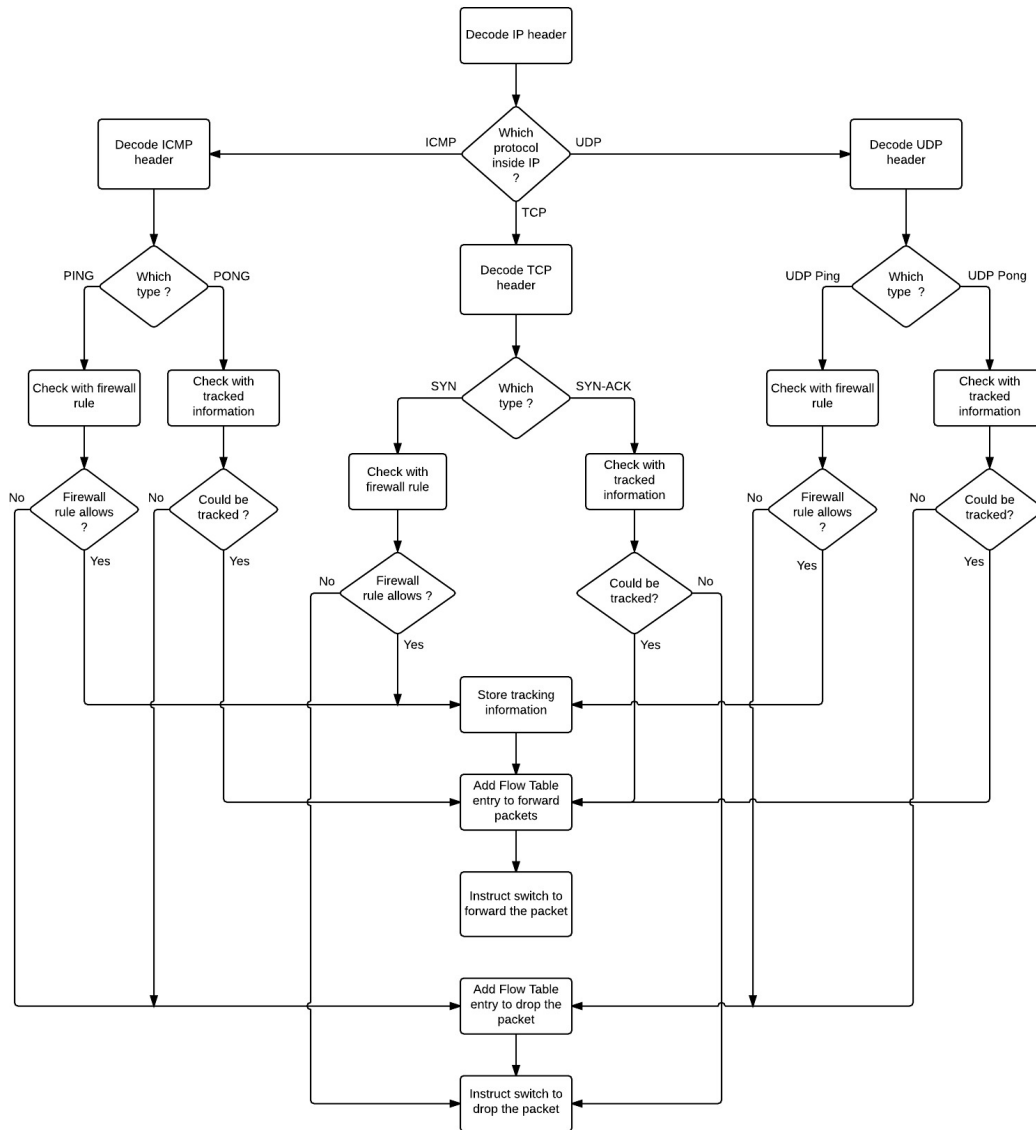 Decode IP header
Which
protocol
inside IP
?
ICMP
UDP
TCP
Decode ICMP
header
Decode UDP
header
Decode TCP
header
PING
Which
type ?
PONG
UDP Ping
Which
type ?
UDP Pong
Check with firewall
rule
Check with
tracked
information
SYN
Which
type ?
SYN-ACK
Check with firewall
rule
Check with
tracked
information
Check with
firewall rule
Check with
tracked
information
No
Firewall
rule allows
?
Yes
No
Could be
tracked ?
Yes
No
Firewall
rule allows
?
Yes
No
Could be
tracked?
Yes
No
Firewall
rule allows ?
Yes
Could be
tracked?
No
Yes
Store tracking
information
Add Flow Table
entry to forward
packets
Instruct switch to
forward the packet
Add Flow Table
entry to drop the
packet
Instruct switch to
drop the packet